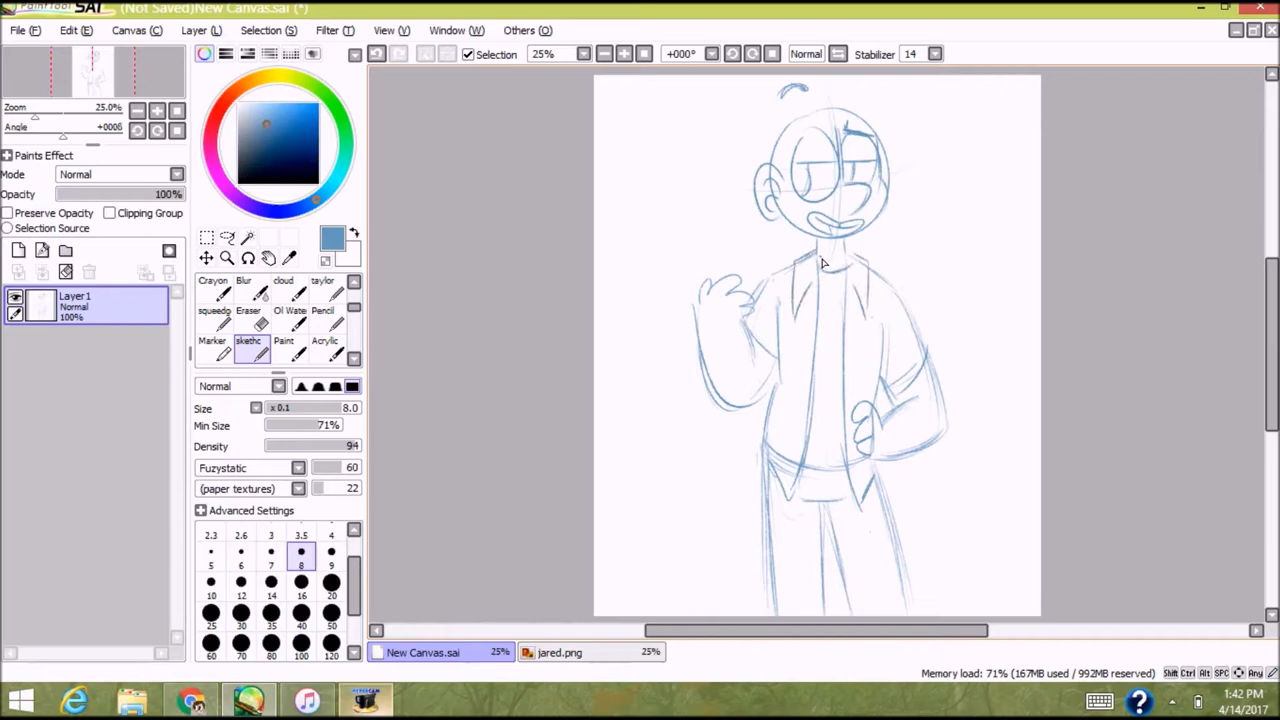 PaintTool SAI (Not Saved)New Canvas.sai (*)
File (F) Edit (E) Canvas (C) Layer (L) Selection (S) Filter (T) View (V) Window (W) Others (O)
Selection 25% +000° Normal Stabilizer 14
Zoom 25.0%
Angle +0006
Paints Effect
Mode Normal
Opacity 100%
Preserve Opacity Clipping Group
Selection Source
Layer1
Normal
100%
Crayon Blur cloud taylor
squeedo Eraser Oil Wate Pencil
Marker skethc Paint Acrylic
Normal
Size x 0.1 8.0
Min Size 71%
Density 94
Fuzzystatic 60
(paper textures) 22
Advanced Settings
2.3 2.6 3 3.5 4
5 6 7 8 9
10 12 14 16 20
25 30 35 40 50
60 70 80 100 120
New Canvas.sai 25% jared.png 25%
Memory load: 71% (167MB used / 992MB reserved) Shift Ctrl Alt SPC Any
HYPERCAM
1:42 PM
4/14/2017